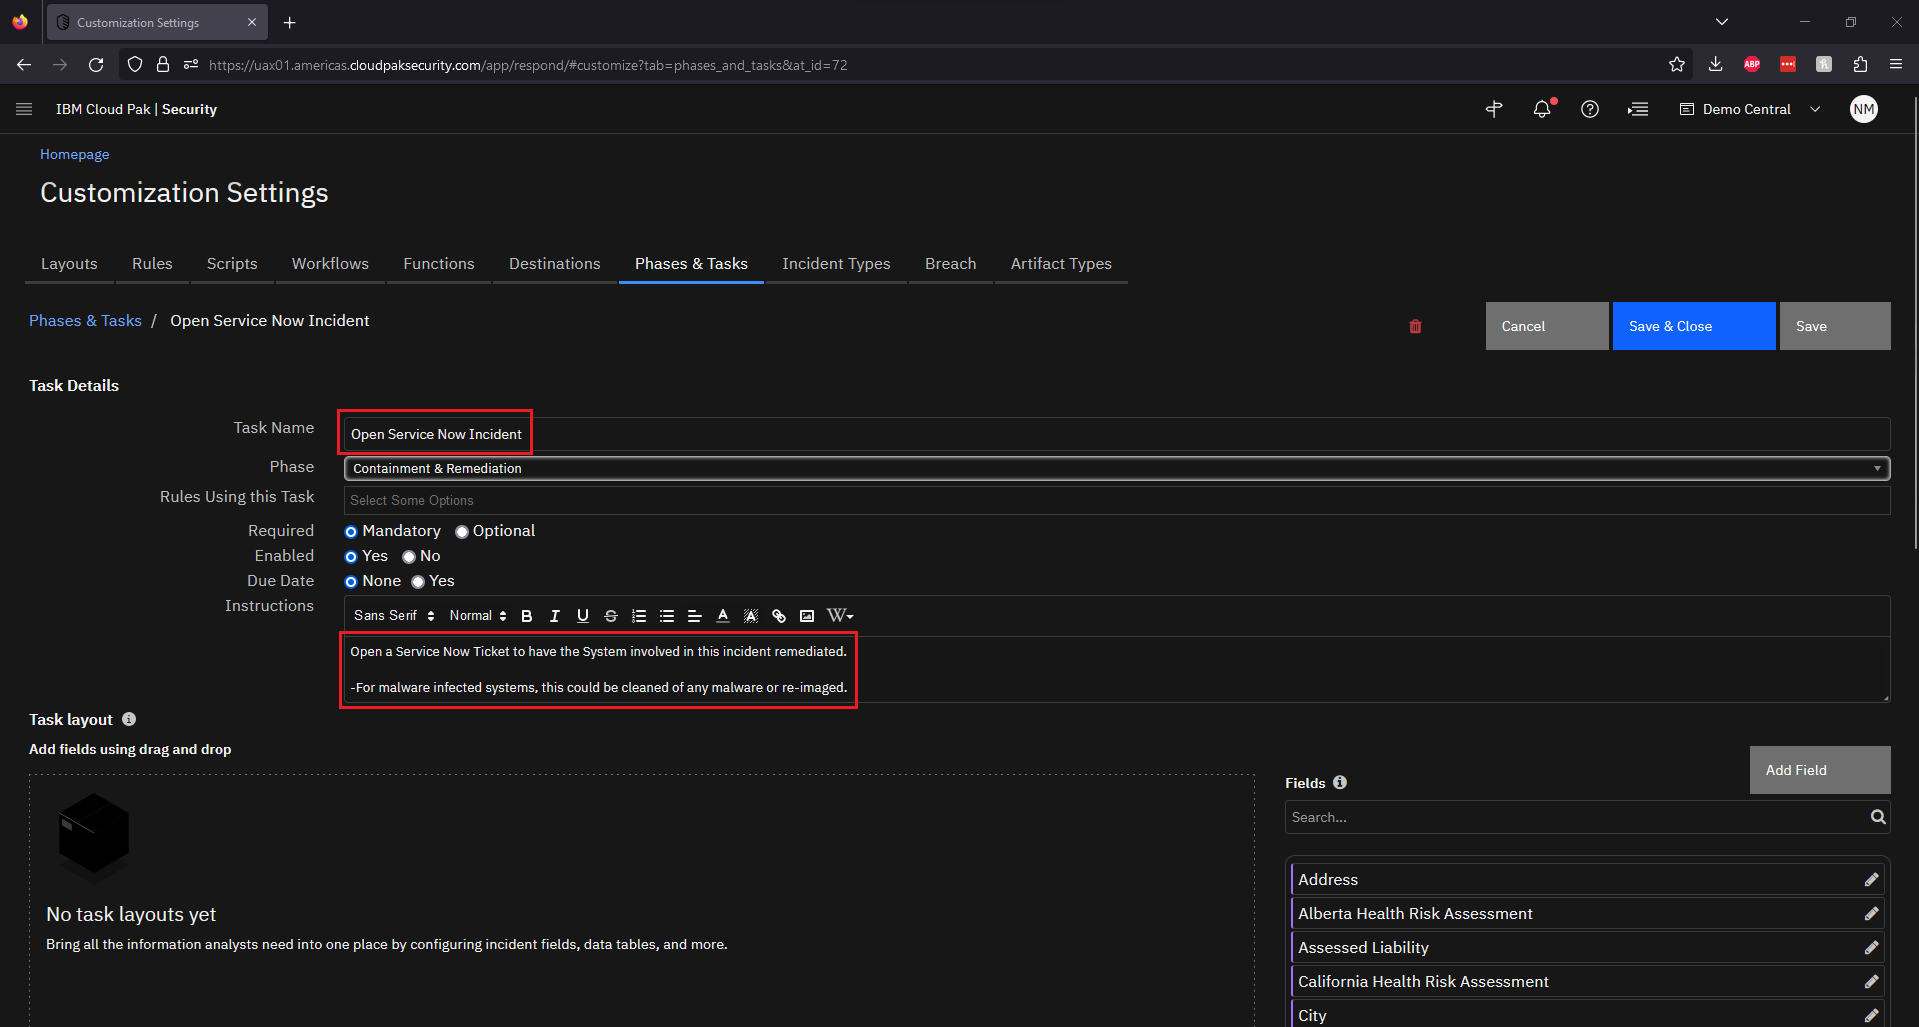 Customization Settings
https://uax01.americas.cloudpaksecurity.com/app/respond/#customize?tab=phases_and_tasks&at_id=72
ABP
IBM Cloud Pak | Security
Demo Central
NM
Homepage
Customization Settings
Layouts Rules Scripts Workflows Functions Destinations Phases & Tasks Incident Types Breach Artifact Types
Phases & Tasks / Open Service Now Incident
Cancel
Save & Close
Save
Task Details
Task Name
Open Service Now Incident
Phase
Containment & Remediation
Rules Using this Task
Select Some Options
Required
Mandatory Optional
Enabled
Yes No
Due Date
None Yes
Instructions
Sans Serif Normal B I U S A A W
Open a Service Now Ticket to have the System involved in this incident remediated.
-For malware infected systems, this could be cleaned of any malware or re-imaged.
Task layout
Add fields using drag and drop
No task layouts yet
Bring all the information analysts need into one place by configuring incident fields, data tables, and more.
Add Field
Fields
Search...
Address
Alberta Health Risk Assessment
Assessed Liability
California Health Risk Assessment
City